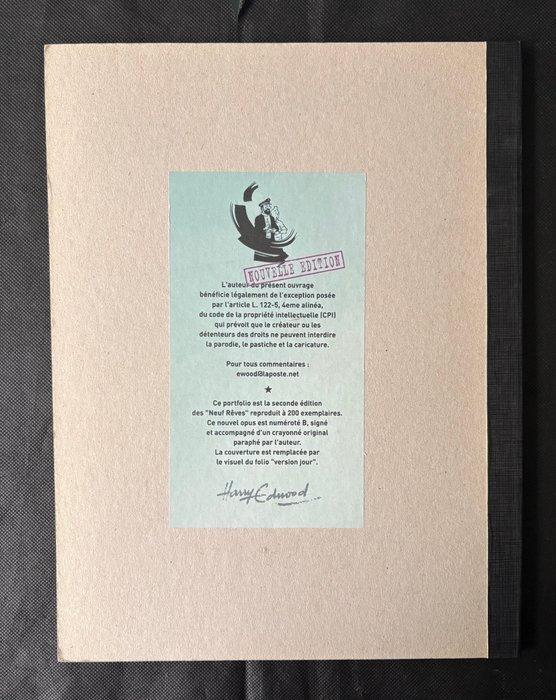 NOUVELLE EDITION
L'auteur du présent ouvrage
bénéficie légalement de l'exception posée
par l'article L. 122-5, 4eme alinéa,
du code de la propriété intellectuelle (CPI)
qui prévoit que le créateur ou les
détenteurs des droits ne peuvent interdire
la parodie, le pastiche et la caricature.
Pour tous commentaires :
ewood@laposte.net
Ce portfolio est la seconde édition
des "Neuf Rêves" reproduit à 200 exemplaires.
Ce nouvel opus est numéroté B, signé
et accompagné d'un crayonné original
paraphé par l'auteur.
La couverture est remplacée par
le visuel du folio "version jour".
Harry Edwood